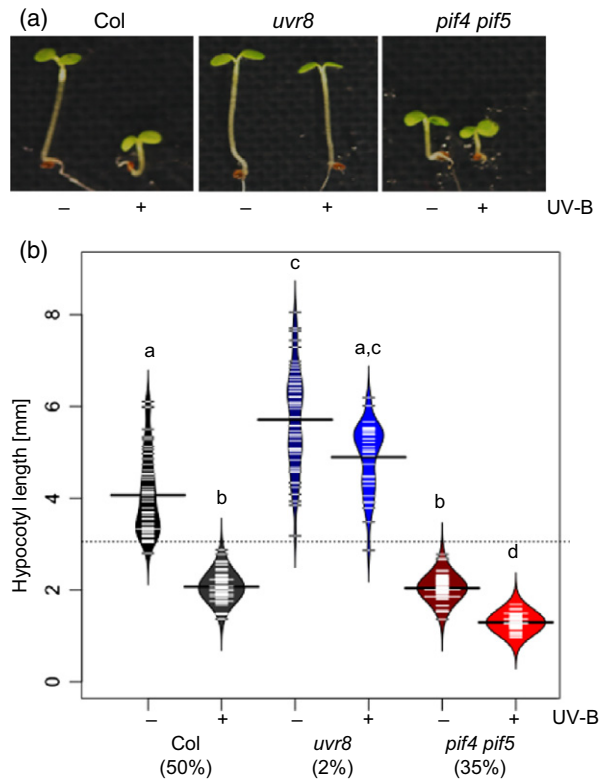 (a)
Col uvr8 pif4 pif5
– + – + – + UV-B
(b)
Hypocotyl length [mm]
8
6
4
2
0
a b c a,c b d
– + – + – + UV-B
Col uvr8 pif4 pif5
(50%) (2%) (35%)